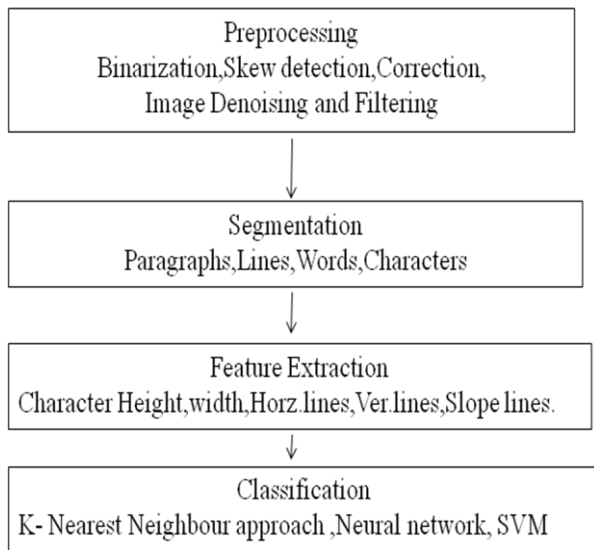 Preprocessing
Binarization,Skew detection,Correction,
Image Denoising and Filtering
Segmentation
Paragraphs,Lines,Words,Characters
Feature Extraction
Character Height,width,Horz.lines,Ver.lines,Slope lines.
Classification
K- Nearest Neighbour approach ,Neural network, SVM